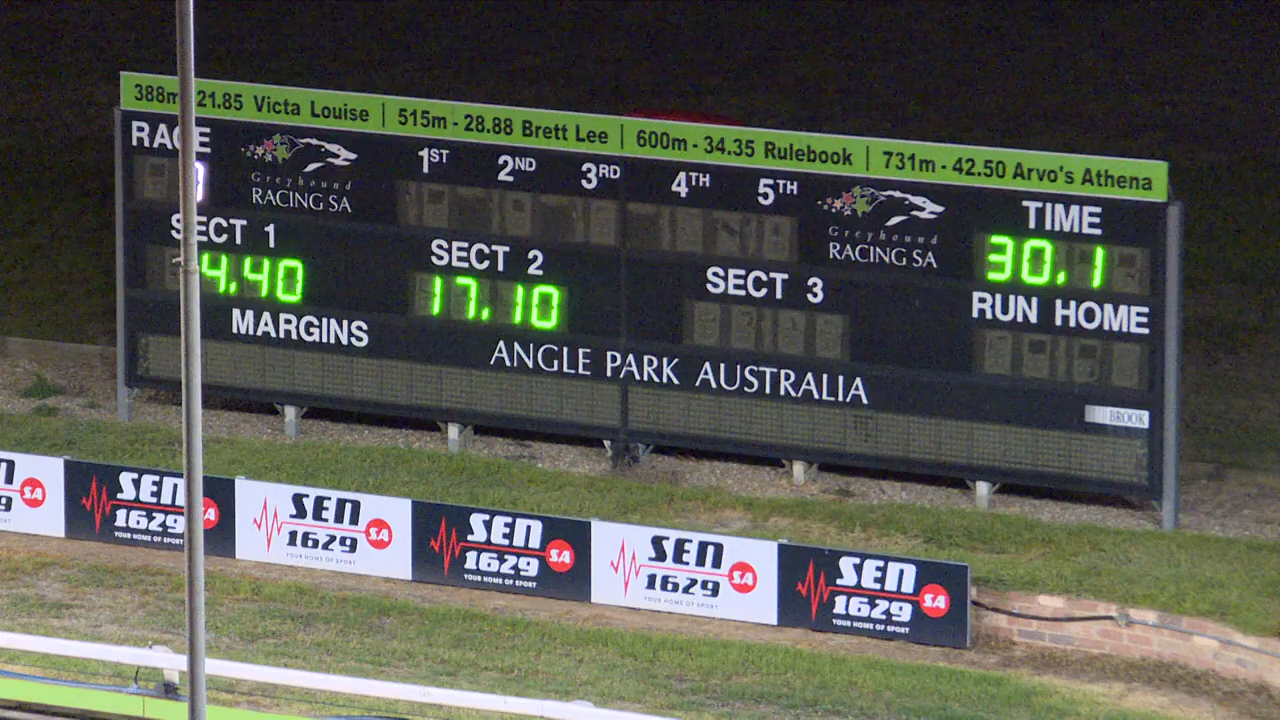 388m 21.85 Victa Louise | 515m - 28.88 Brett Lee | 600m - 34.35 Rulebook | 731m - 42.50 Arvo's Athena
RACE
Greyhound
RACING SA
1ST 2ND 3RD 4TH 5TH
Greyhound
RACING SA
TIME
30.1
SECT 1
4.40
SECT 2
17.10
SECT 3
RUN HOME
MARGINS
ANGLE PARK AUSTRALIA
BROOK
SA
SEN
1629
SA
YOUR HOME OF SPORT
SEN
1629
SA
YOUR HOME OF SPORT
SEN
1629
SA
YOUR HOME OF SPORT
SEN
1629
SA
YOUR HOME OF SPORT
SEN
1629
SA
YOUR HOME OF SPORT